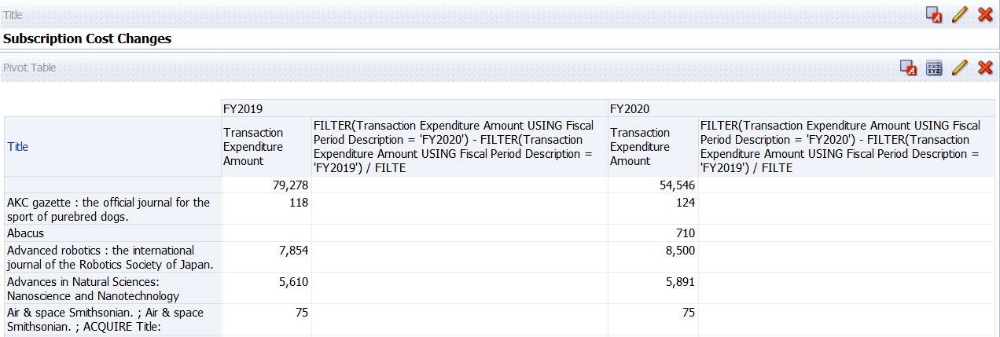 Title
Subscription Cost Changes
Pivot Table
FY2019 FY2020
Title
Transaction
Expenditure
Amount
FILTER(Transaction Expenditure Amount USING Fiscal
Period Description = 'FY2020') - FILTER(Transaction
Expenditure Amount USING Fiscal Period Description =
'FY2019') / FILTE
Transaction
Expenditure
Amount
FILTER(Transaction Expenditure Amount USING Fiscal
Period Description = 'FY2020') - FILTER(Transaction
Expenditure Amount USING Fiscal Period Description =
'FY2019') / FILTE
79,278 54,546
AKC gazette : the official journal for the 118 124
sport of purebred dogs.
Abacus 710
Advanced robotics : the international 7,854 8,500
journal of the Robotics Society of Japan.
Advances in Natural Sciences: 5,610 5,891
Nanoscience and Nanotechnology
Air & space Smithsonian. ; Air & space 75 75
Smithsonian. ; ACQUIRE Title: